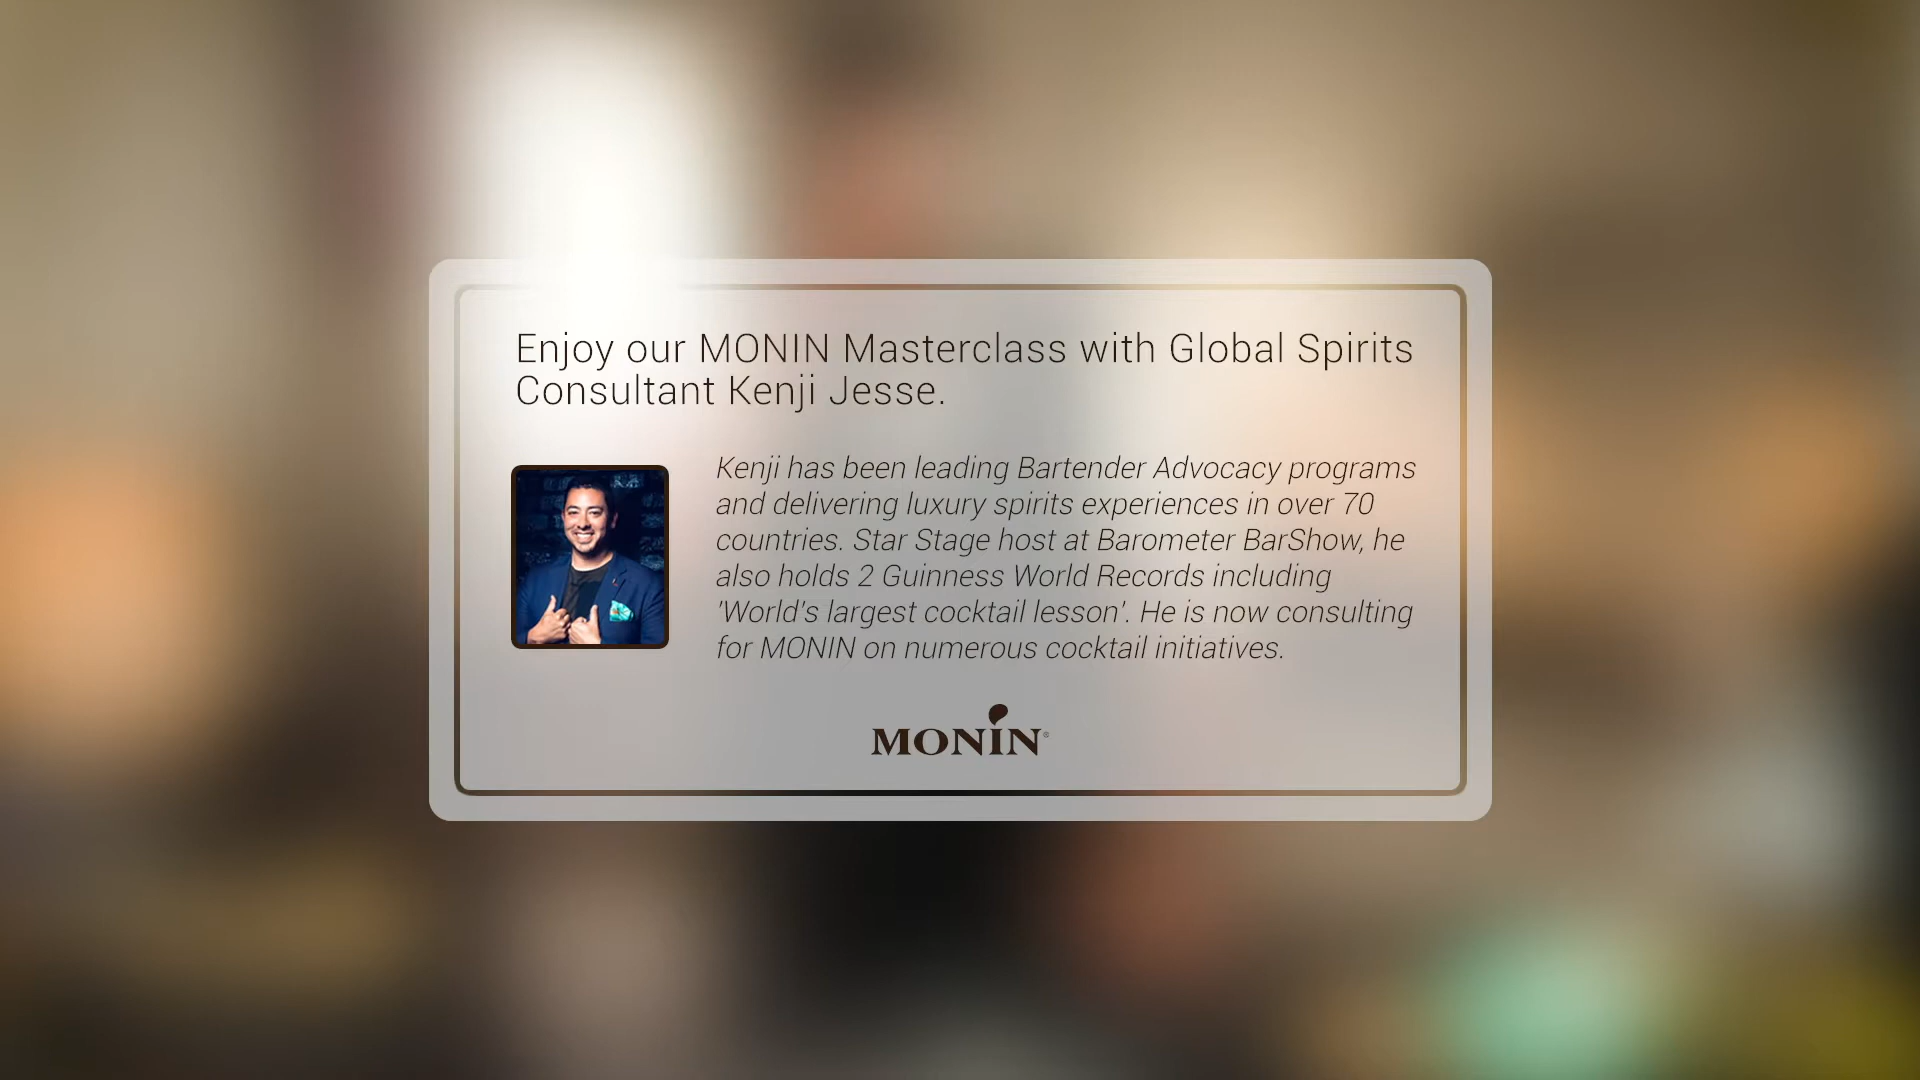 Enjoy our MONIN Masterclass with Global Spirits
Consultant Kenji Jesse.
Kenji has been leading Bartender Advocacy programs
and delivering luxury spirits experiences in over 70
countries. Star Stage host at Barometer BarShow, he
also holds 2 Guinness World Records including
'World's largest cocktail lesson'. He is now consulting
for MONIN on numerous cocktail initiatives.
MONIN®